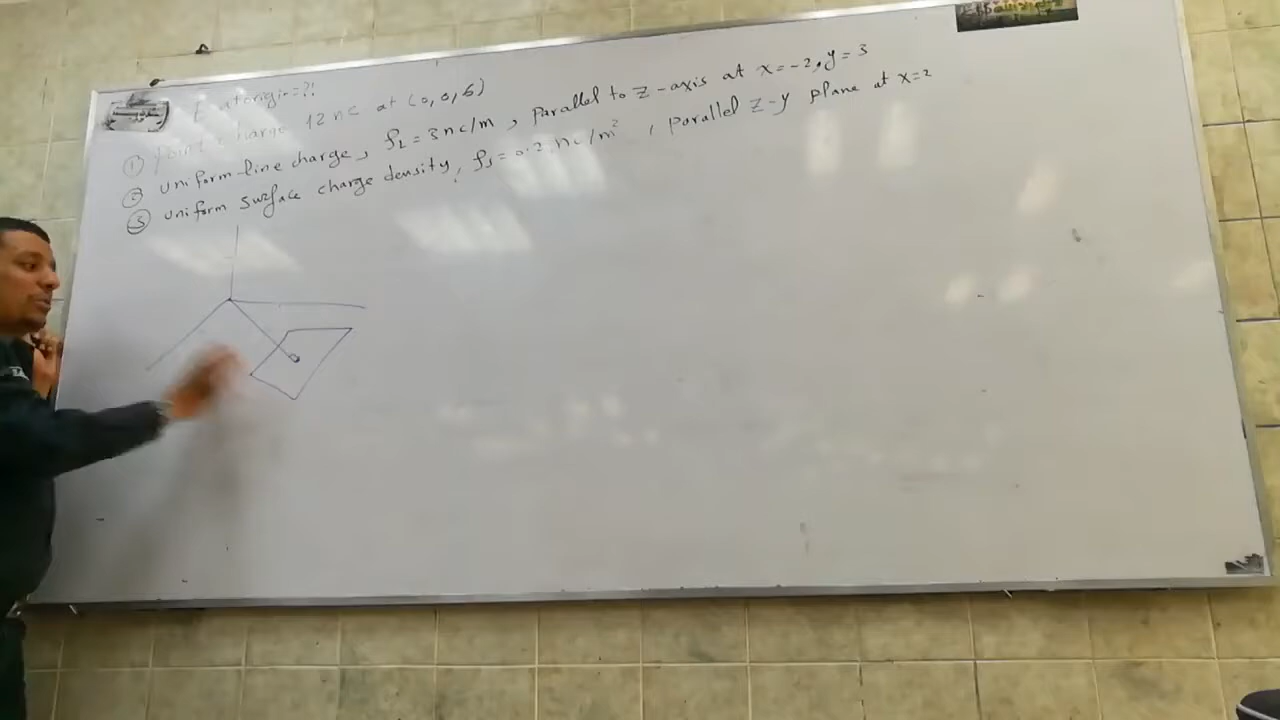 E at origin = ?!
① point charge 12 nc at (0,0,6)
② uniform line charge, ρL = 3 nc/m, parallel to z-axis at x=-2, y=3
③ uniform surface charge density, ρs = 0.2 nc/m², parallel z-y plane at x=2